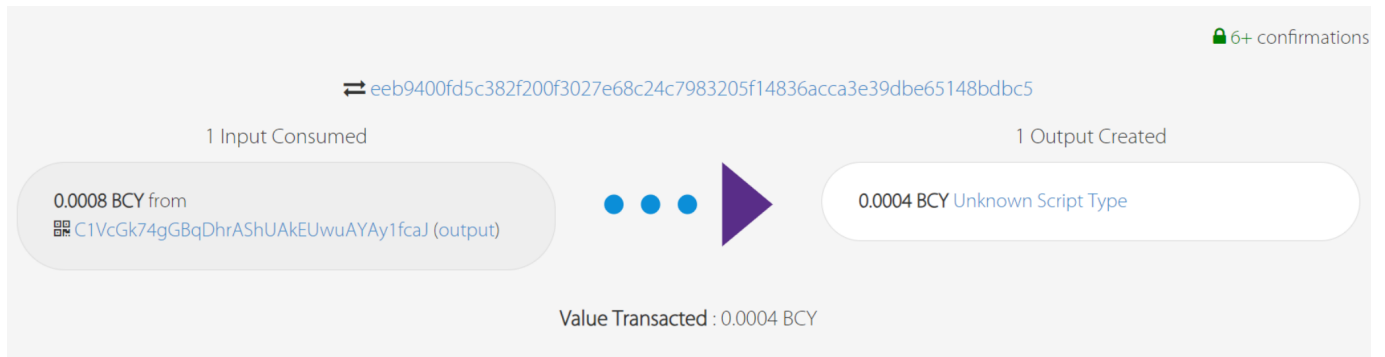 6+ confirmations
eeb9400fd5c382f200f3027e68c24c7983205f14836acca3e39dbe65148bdbc5
1 Input Consumed
1 Output Created
0.0008 BCY from
C1VcGk74gGBqDhrAShUAkEUwuAYAy1fcaJ (output)
0.0004 BCY Unknown Script Type
Value Transacted : 0.0004 BCY